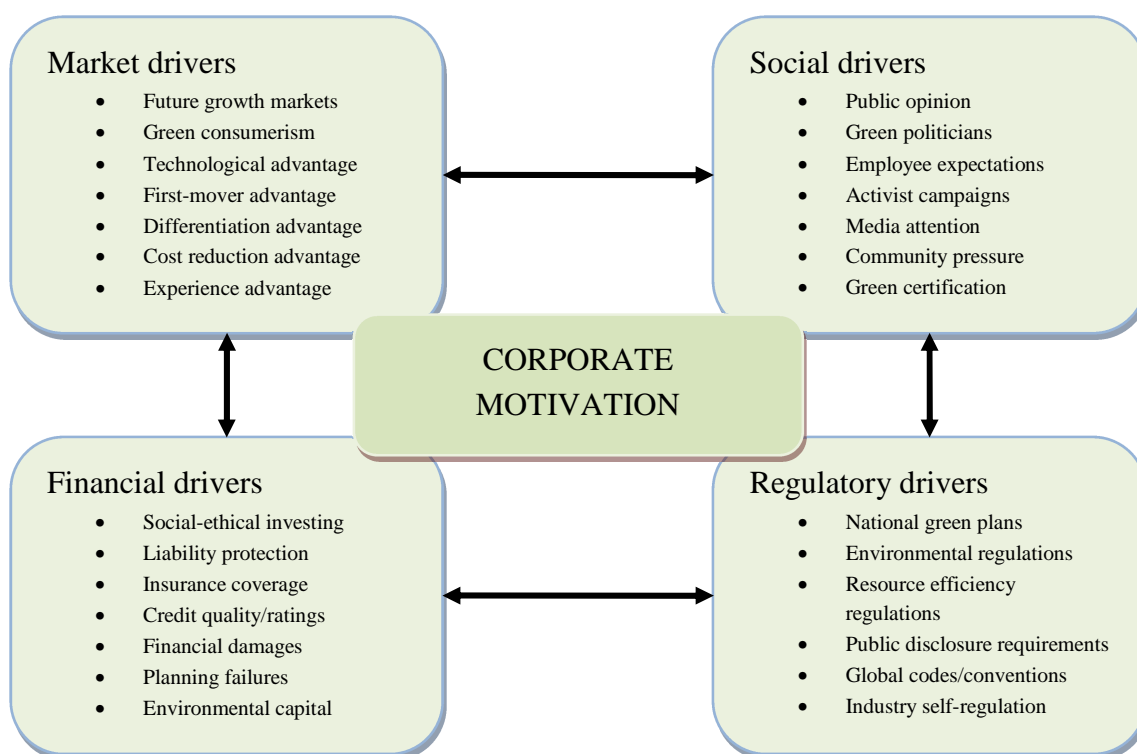 Market drivers
• Future growth markets
• Green consumerism
• Technological advantage
• First-mover advantage
• Differentiation advantage
• Cost reduction advantage
• Experience advantage
Social drivers
• Public opinion
• Green politicians
• Employee expectations
• Activist campaigns
• Media attention
• Community pressure
• Green certification
CORPORATE
MOTIVATION
Financial drivers
• Social-ethical investing
• Liability protection
• Insurance coverage
• Credit quality/ratings
• Financial damages
• Planning failures
• Environmental capital
Regulatory drivers
• National green plans
• Environmental regulations
• Resource efficiency
regulations
• Public disclosure requirements
• Global codes/conventions
• Industry self-regulation